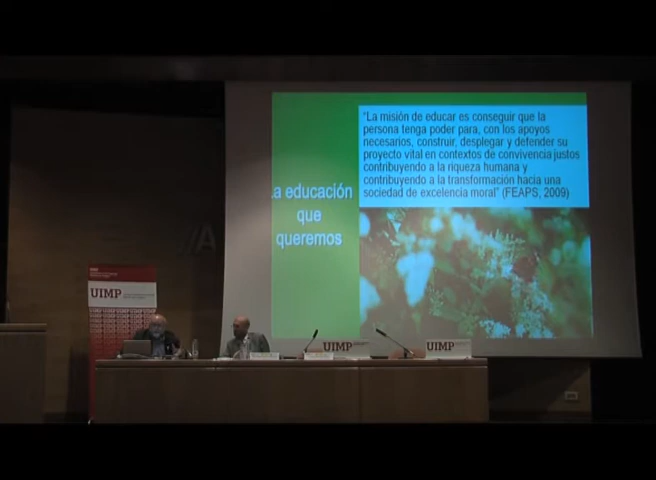 "La misión de educar es conseguir que la
persona tenga poder para, con los apoyos
necesarios, construir, desplegar y defender su
proyecto vital en contextos de convivencia justos
contribuyendo a la riqueza humana y
contribuyendo a la transformación hacia una
sociedad de excelencia moral" (FEAPS, 2009)
La educación
que
queremos
UIMP
UIMP
UIMP